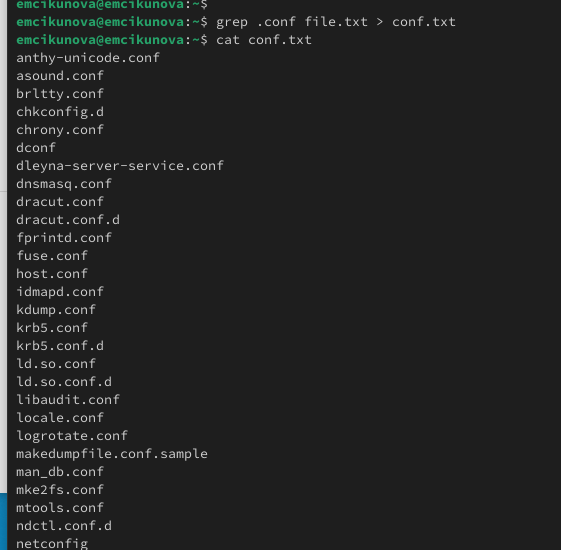 emcikunova@emcikunova:~$
emcikunova@emcikunova:~$ grep .conf file.txt > conf.txt
emcikunova@emcikunova:~$ cat conf.txt
anthy-unicode.conf
asound.conf
brltty.conf
chkconfig.d
chrony.conf
dconf
dleyna-server-service.conf
dnsmasq.conf
dracut.conf
dracut.conf.d
fprintd.conf
fuse.conf
host.conf
idmapd.conf
kdump.conf
krb5.conf
krb5.conf.d
ld.so.conf
ld.so.conf.d
libaudit.conf
locale.conf
logrotate.conf
makedumpfile.conf.sample
man_db.conf
mke2fs.conf
mtools.conf
ndctl.conf.d
netconfig